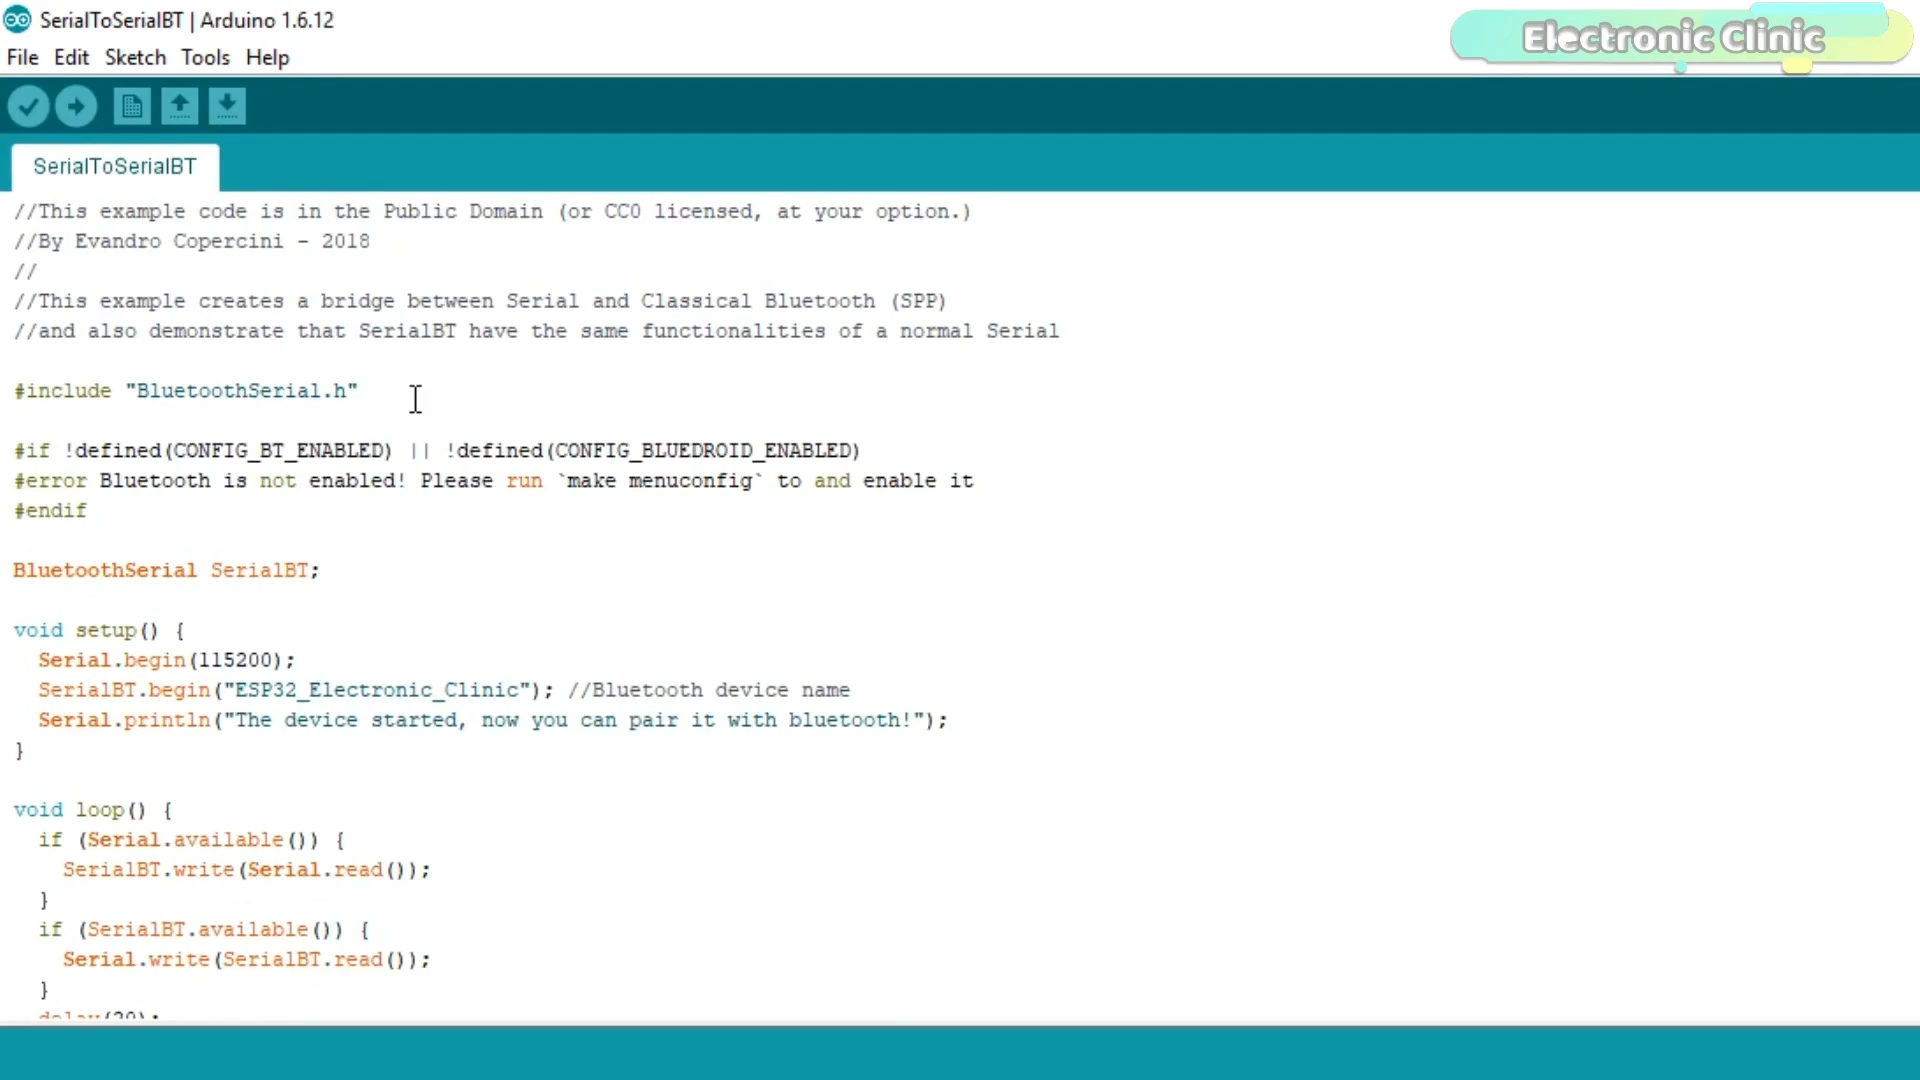 SerialToSerialBT | Arduino 1.6.12
Electronic Clinic
File Edit Sketch Tools Help
SerialToSerialBT
//This example code is in the Public Domain (or CC0 licensed, at your option.)
//By Evandro Copercini - 2018
//
//This example creates a bridge between Serial and Classical Bluetooth (SPP)
//and also demonstrate that SerialBT have the same functionalities of a normal Serial
#include "BluetoothSerial.h"
#if !defined(CONFIG_BT_ENABLED) || !defined(CONFIG_BLUEDROID_ENABLED)
#error Bluetooth is not enabled! Please run `make menuconfig` to and enable it
#endif
BluetoothSerial SerialBT;
void setup() {
  Serial.begin(115200);
  SerialBT.begin("ESP32_Electronic_Clinic"); //Bluetooth device name
  Serial.println("The device started, now you can pair it with bluetooth!");
}
void loop() {
  if (Serial.available()) {
    SerialBT.write(Serial.read());
  }
  if (SerialBT.available()) {
    Serial.write(SerialBT.read());
  }
  delay(20);